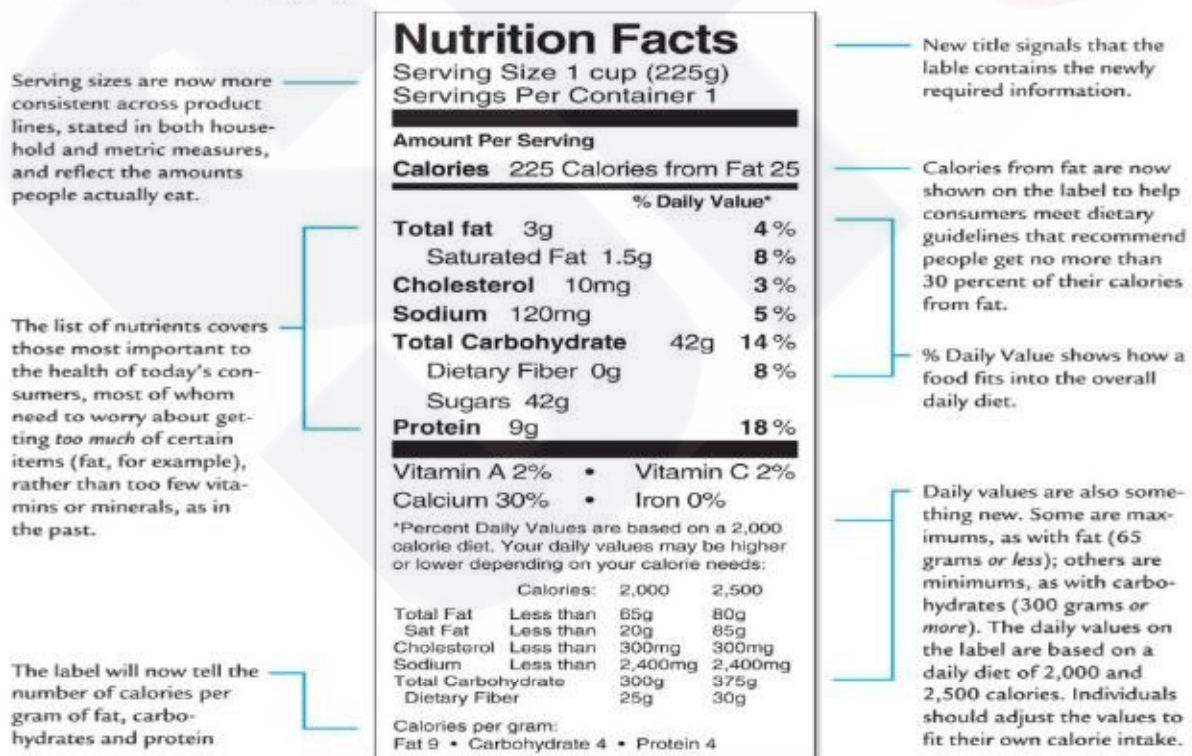 Serving sizes are now more
consistent across product
lines, stated in both house-
hold and metric measures,
and reflect the amounts
people actually eat.
The list of nutrients covers
those most important to
the health of today's con-
sumers, most of whom
need to worry about get-
ting too much of certain
items (fat, for example),
rather than too few vita-
mins or minerals, as in
the past.
The label will now tell the
number of calories per
gram of fat, carbo-
hydrates and protein
Nutrition Facts
Serving Size 1 cup (225g)
Servings Per Container 1
Amount Per Serving
Calories 225 Calories from Fat 25
% Daily Value*
Total fat 3g 4%
Saturated Fat 1.5g 8%
Cholesterol 10mg 3%
Sodium 120mg 5%
Total Carbohydrate 42g 14%
Dietary Fiber 0g 8%
Sugars 42g
Protein 9g 18%
Vitamin A 2% • Vitamin C 2%
Calcium 30% • Iron 0%
*Percent Daily Values are based on a 2,000
calorie diet. Your daily values may be higher
or lower depending on your calorie needs:
Calories: 2,000 2,500
Total Fat Less than 65g 80g
Sat Fat Less than 20g 85g
Cholesterol Less than 300mg 300mg
Sodium Less than 2,400mg 2,400mg
Total Carbohydrate 300g 375g
Dietary Fiber 25g 30g
Calories per gram:
Fat 9 • Carbohydrate 4 • Protein 4
New title signals that the
lable contains the newly
required information.
Calories from fat are now
shown on the label to help
consumers meet dietary
guidelines that recommend
people get no more than
30 percent of their calories
from fat.
% Daily Value shows how a
food fits into the overall
daily diet.
Daily values are also some-
thing new. Some are max-
imums, as with fat (65
grams or less); others are
minimums, as with carbo-
hydrates (300 grams or
more). The daily values on
the label are based on a
daily diet of 2,000 and
2,500 calories. Individuals
should adjust the values to
fit their own calorie intake.